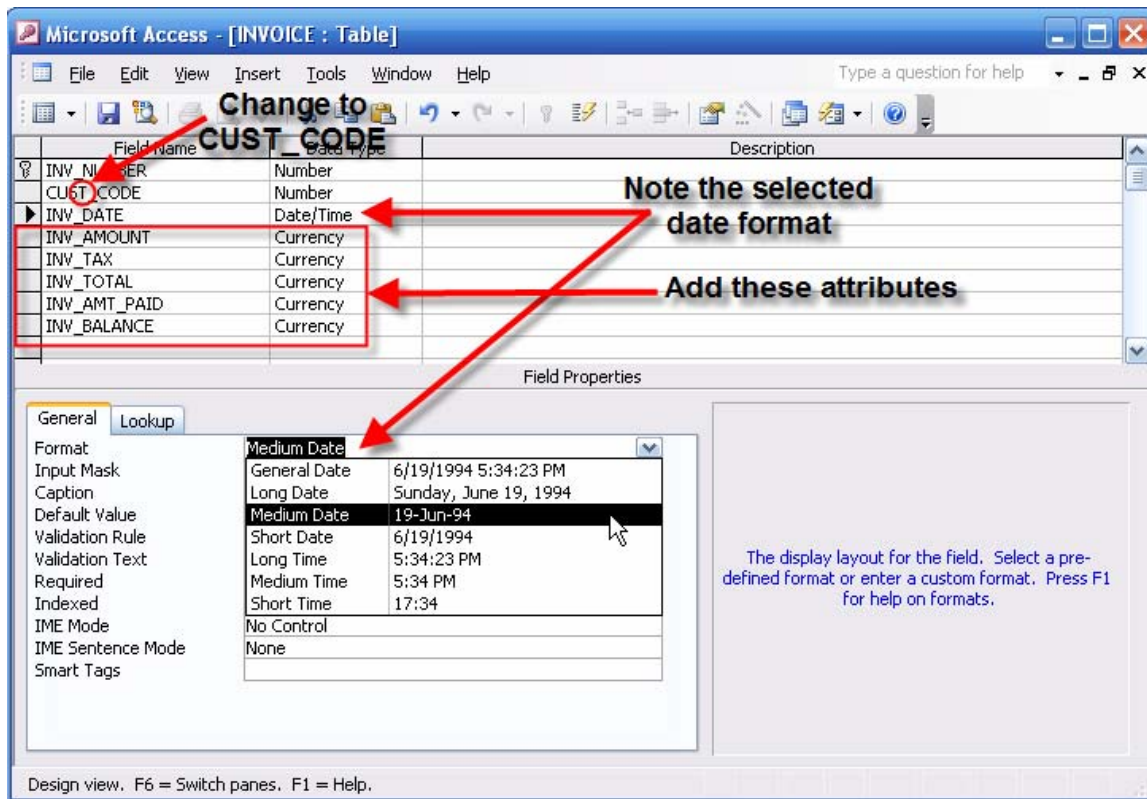 Microsoft Access - [INVOICE : Table]
File Edit View Insert Tools Window Help Type a question for help
Change to
CUST_CODE
Field Name Data Type Description
INV_NUMBER Number
CUST_CODE Number
INV_DATE Date/Time
INV_AMOUNT Currency
INV_TAX Currency
INV_TOTAL Currency
INV_AMT_PAID Currency
INV_BALANCE Currency
Note the selected
date format
Add these attributes
Field Properties
General Lookup
Format Medium Date
Input Mask General Date 6/19/1994 5:34:23 PM
Caption Long Date Sunday, June 19, 1994
Default Value Medium Date 19-Jun-94
Validation Rule Short Date 6/19/1994
Validation Text Long Time 5:34:23 PM
Required Medium Time 5:34 PM
Indexed Short Time 17:34
IME Mode No Control
IME Sentence Mode None
Smart Tags
The display layout for the field. Select a pre-
defined format or enter a custom format. Press F1
for help on formats.
Design view. F6 = Switch panes. F1 = Help.